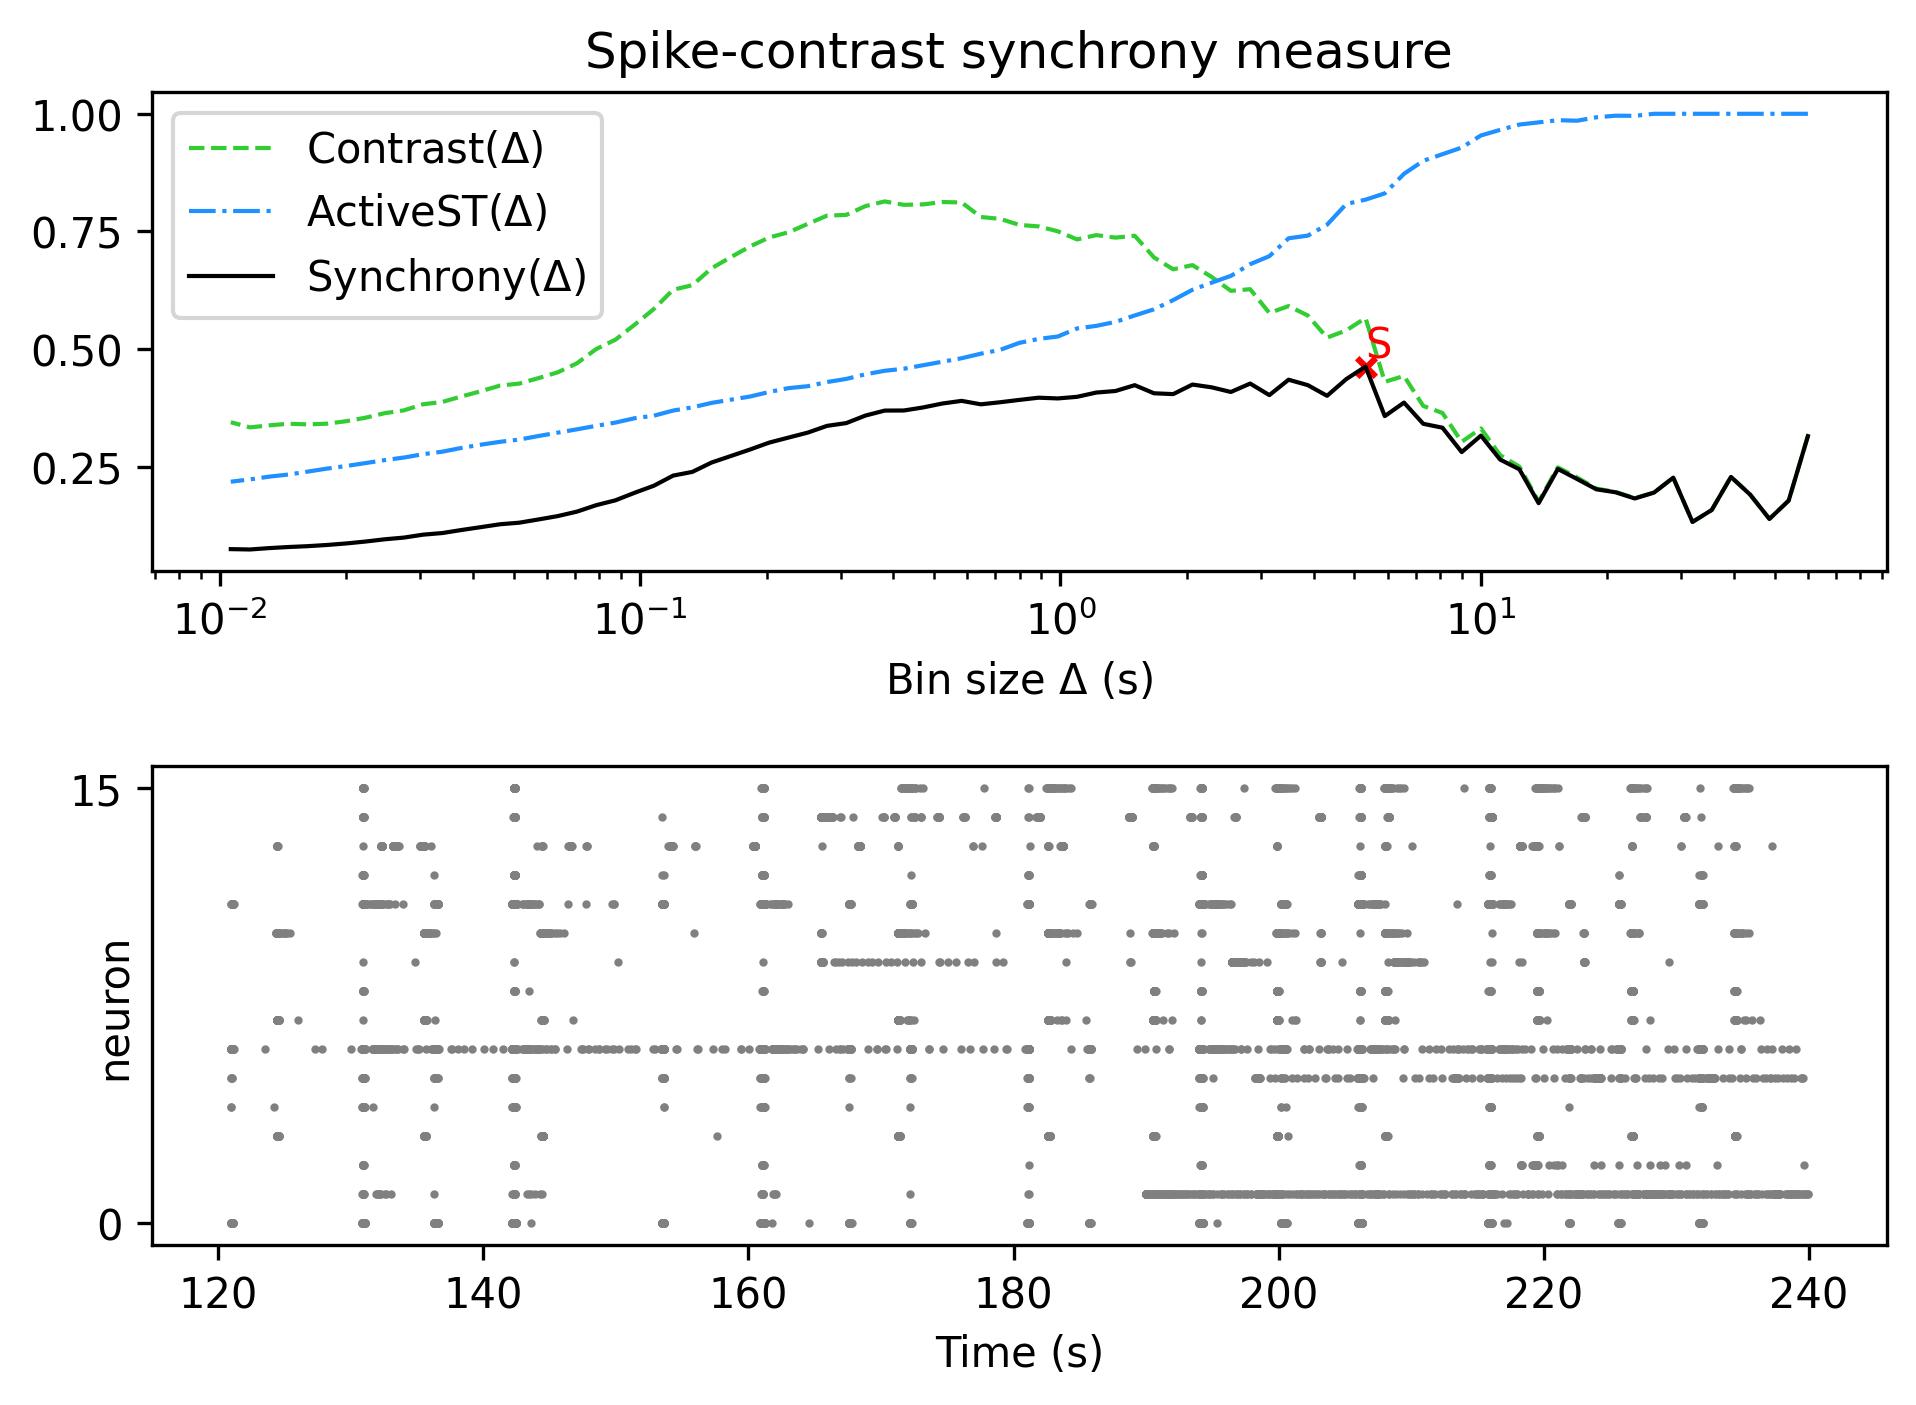 Spike-contrast synchrony measure
1.00
0.75
0.50
0.25
Contrast(Δ)
ActiveST(Δ)
Synchrony(Δ)
S
10⁻² 10⁻¹ 10⁰ 10¹
Bin size Δ (s)
15
0
neuron
120 140 160 180 200 220 240
Time (s)